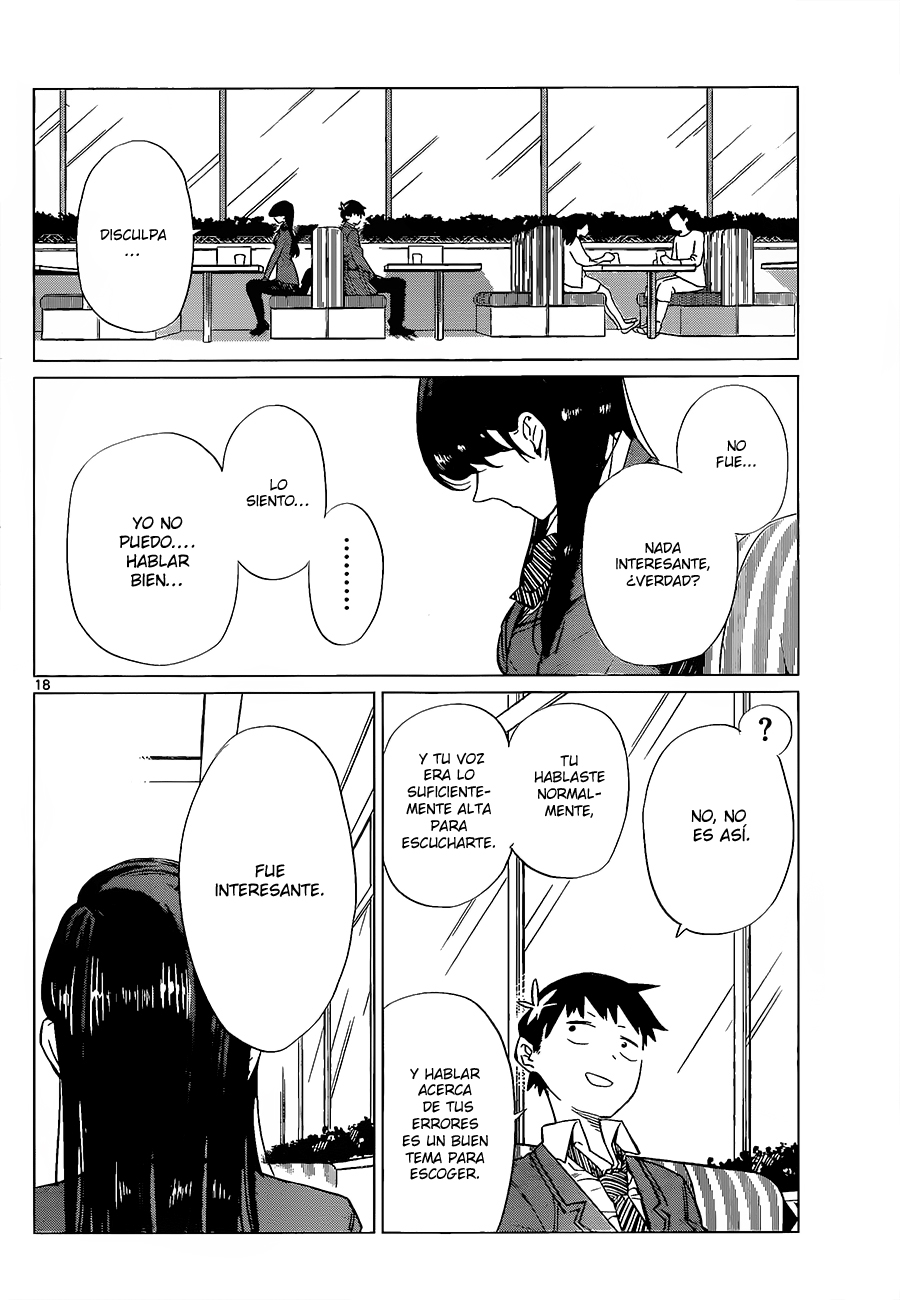 DISCULPA
...
NO
FUE...
NADA
INTERESANTE,
¿VERDAD?
.........
LO
SIENTO...
YO NO
PUEDO....
HABLAR
BIEN...
18
?
NO, NO
ES ASÍ.
TU
HABLASTE
NORMAL-
MENTE,
Y TU VOZ
ERA LO
SUFICIENTE-
MENTE ALTA
PARA
ESCUCHARTE.
Y HABLAR
ACERCA
DE TUS
ERRORES
ES UN BUEN
TEMA PARA
ESCOGER.
FUE
INTERESANTE.